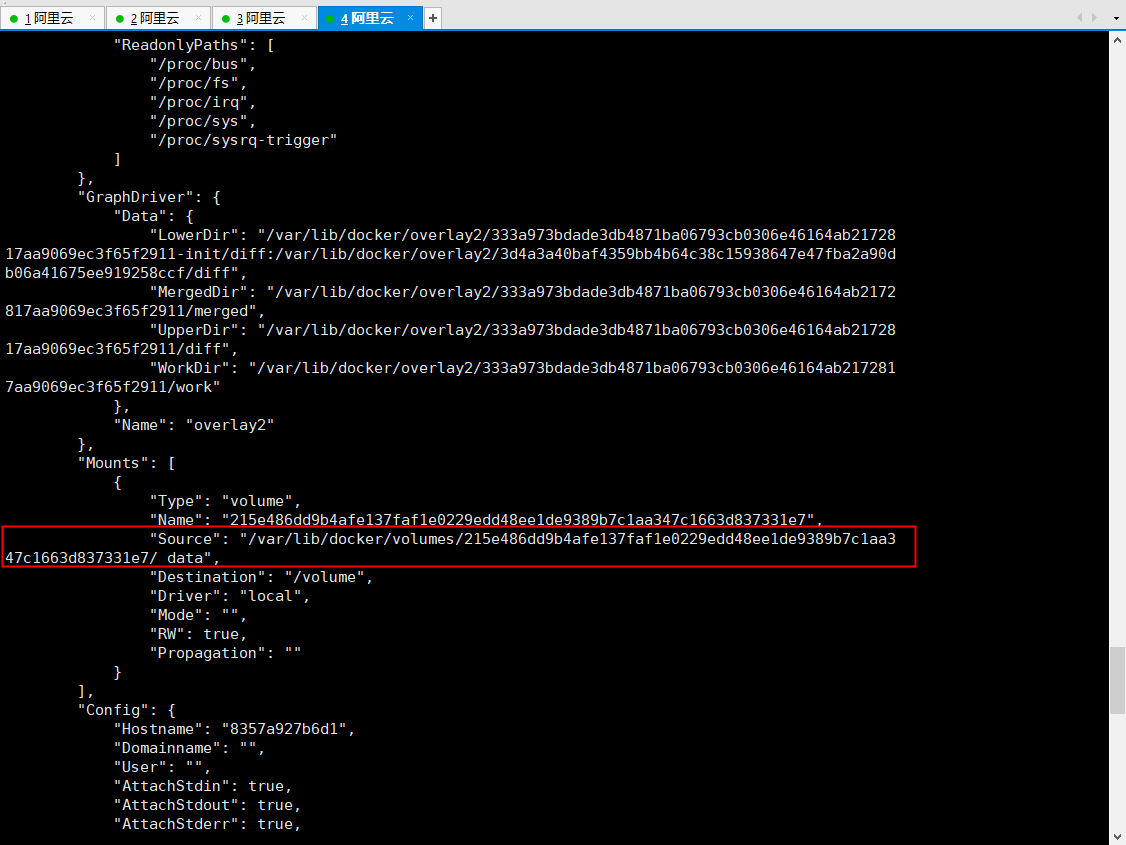 1 阿里云 × 2 阿里云 × 3 阿里云 × 4 阿里云 × +
"ReadonlyPaths": [
"/proc/bus",
"/proc/fs",
"/proc/irq",
"/proc/sys",
"/proc/sysrq-trigger"
]
},
"GraphDriver": {
"Data": {
"LowerDir": "/var/lib/docker/overlay2/333a973bdade3db4871ba06793cb0306e46164ab21728
17aa9069ec3f65f2911-init/diff:/var/lib/docker/overlay2/3d4a3a40baf4359bb4b64c38c15938647e47fba2a90d
b06a41675ee919258ccf/diff",
"MergedDir": "/var/lib/docker/overlay2/333a973bdade3db4871ba06793cb0306e46164ab2172
817aa9069ec3f65f2911/merged",
"UpperDir": "/var/lib/docker/overlay2/333a973bdade3db4871ba06793cb0306e46164ab21728
17aa9069ec3f65f2911/diff",
"WorkDir": "/var/lib/docker/overlay2/333a973bdade3db4871ba06793cb0306e46164ab217281
7aa9069ec3f65f2911/work"
},
"Name": "overlay2"
},
"Mounts": [
{
"Type": "volume",
"Name": "215e486dd9b4afe137faf1e0229edd48ee1de9389b7c1aa347c1663d837331e7",
"Source": "/var/lib/docker/volumes/215e486dd9b4afe137faf1e0229edd48ee1de9389b7c1aa3
47c1663d837331e7/_data",
"Destination": "/volume",
"Driver": "local",
"Mode": "",
"RW": true,
"Propagation": ""
}
],
"Config": {
"Hostname": "8357a927b6d1",
"Domainname": "",
"User": "",
"AttachStdin": true,
"AttachStdout": true,
"AttachStderr": true,